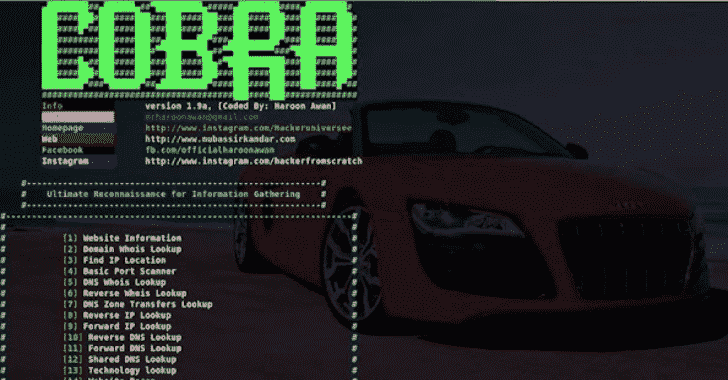 COBRA
Info version 1.9a, [Coded By: Haroon Awan]
mrharoonawan@gmail.com
Homepage http://www.instagram.com/Hackeruniversee
Web http://www.mubassirkamdar.com
Facebook fb.com/officialharoonawan
Instagram http://www.instagram.com/hackerfromscratch
# Ultimate Reconnaissance for Information Gathering #
[1] Website Information
[2] Domain Whois Lookup
[3] Find IP Location
[4] Basic Port Scanner
[5] DNS Whois Lookup
[6] Reverse Whois Lookup
[7] DNS Zone Transfers Lookup
[8] Reverse IP Lookup
[9] Forward IP Lookup
[10] Reverse DNS Lookup
[11] Forward DNS Lookup
[12] Shared DNS Lookup
[13] Technology lookup